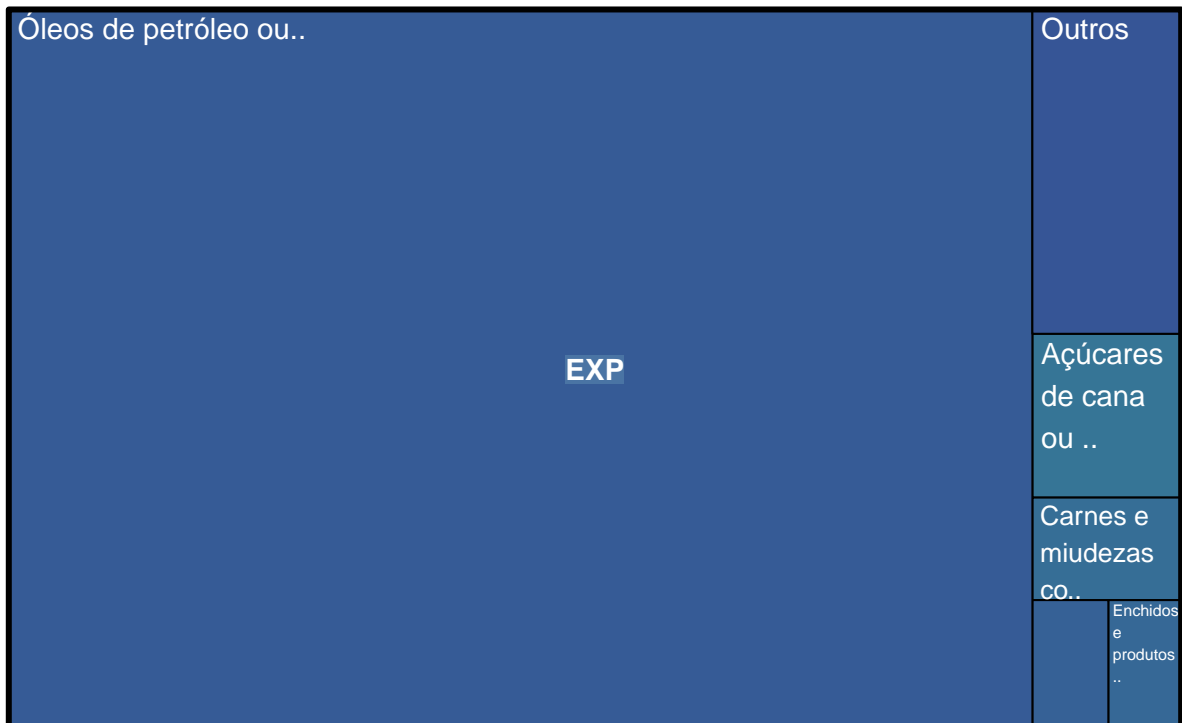 Óleos de petróleo ou..
Outros
EXP
Açúcares
de cana
ou ..
Carnes e
miudezas
co..
Enchidos
e
produtos
..